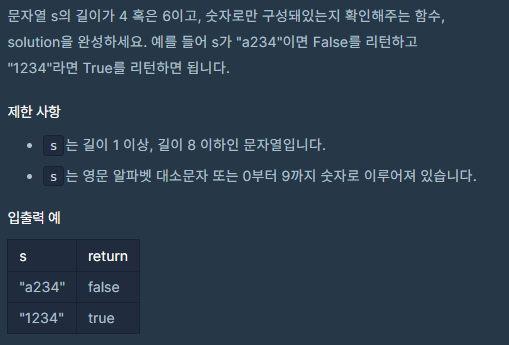 문자열 s의 길이가 4 혹은 6이고, 숫자로만 구성돼있는지 확인해주는 함수,
solution을 완성하세요. 예를 들어 s가 "a234"이면 False를 리턴하고
"1234"라면 True를 리턴하면 됩니다.
제한 사항
• s 는 길이 1 이상, 길이 8 이하인 문자열입니다.
• s 는 영문 알파벳 대소문자 또는 0부터 9까지 숫자로 이루어져 있습니다.
입출력 예
s return
"a234" false
"1234" true